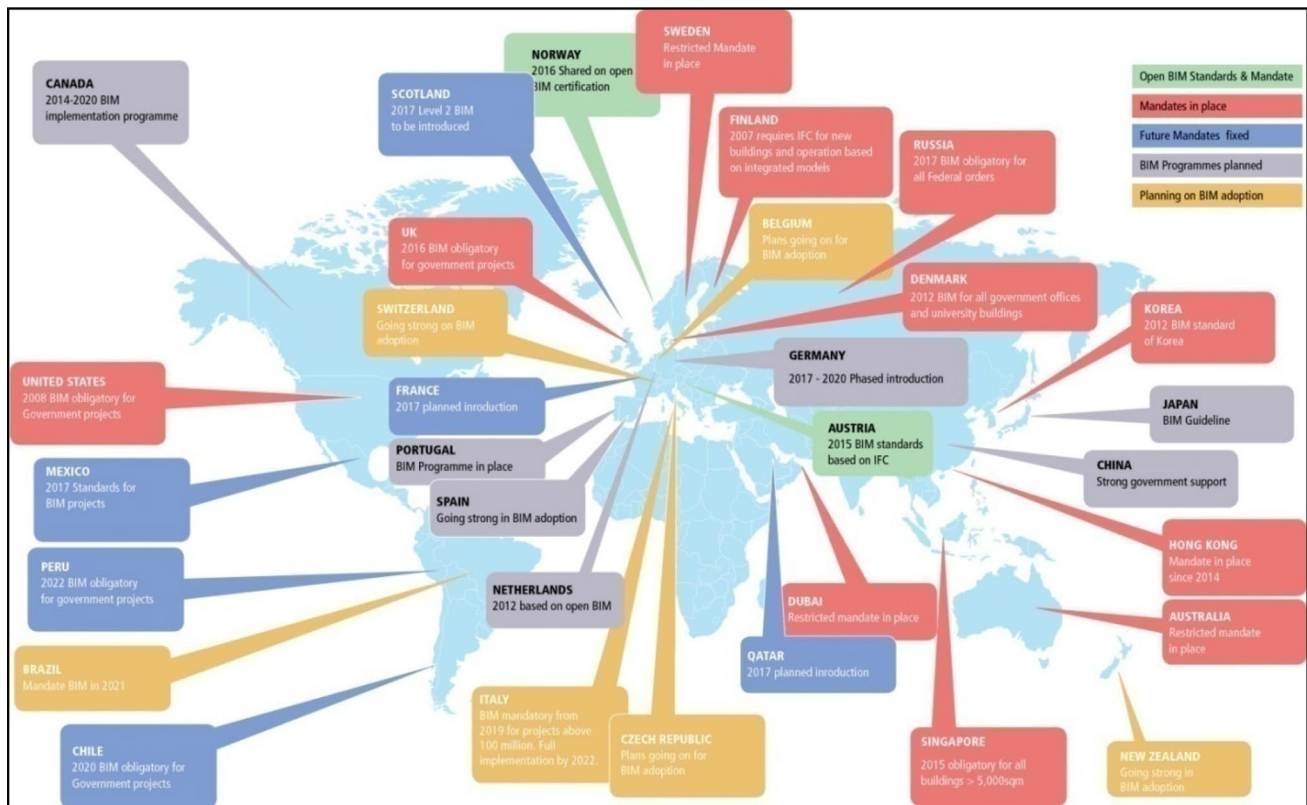 CANADA
2014-2020 BIM
implementation programme
SCOTLAND
2017 Level 2 BIM
to be introduced
NORWAY
2016 Shared on open
BIM certification
SWEDEN
Restricted Mandate
in place
FINLAND
2007 requires IFC for new
buildings and operation based
on integrated models
RUSSIA
2017 BIM obligatory for
all Federal orders
Open BIM Standards & Mandate
Mandates in place
Future Mandates fixed
BIM Programmes planned
Planning on BIM adoption
UK
2016 BIM obligatory
for government projects
BELGIUM
Plans going on for
BIM adoption
SWITZERLAND
Going strong on BIM
adoption
DENMARK
2012 BIM for all government offices
and university buildings
KOREA
2012 BIM standard
of Korea
UNITED STATES
2008 BIM obligatory for
Government projects
FRANCE
2017 planned inroduction
GERMANY
2017 - 2020 Phased introduction
JAPAN
BIM Guideline
PORTUGAL
BIM Programme in place
AUSTRIA
2015 BIM standards
based on IFC
CHINA
Strong government support
MEXICO
2017 Standards for
BIM projects
SPAIN
Going strong in BIM adoption
HONG KONG
Mandate in place
since 2014
PERU
2022 BIM obligatory
for government projects
NETHERLANDS
2012 based on open BIM
DUBAI
Restricted mandate in place
AUSTRALIA
Restricted mandate
in place
BRAZIL
Mandate BIM in 2021
QATAR
2017 planned inroduction
ITALY
BIM mandatory from
2019 for projects above
100 million. Full
implementation by 2022.
CZECH REPUBLIC
Plans going on for
BIM adoption
CHILE
2020 BIM obligatory for
Government projects
SINGAPORE
2015 obligatory for all
buildings > 5,000sqm
NEW ZEALAND
Going strong in
BIM adoption